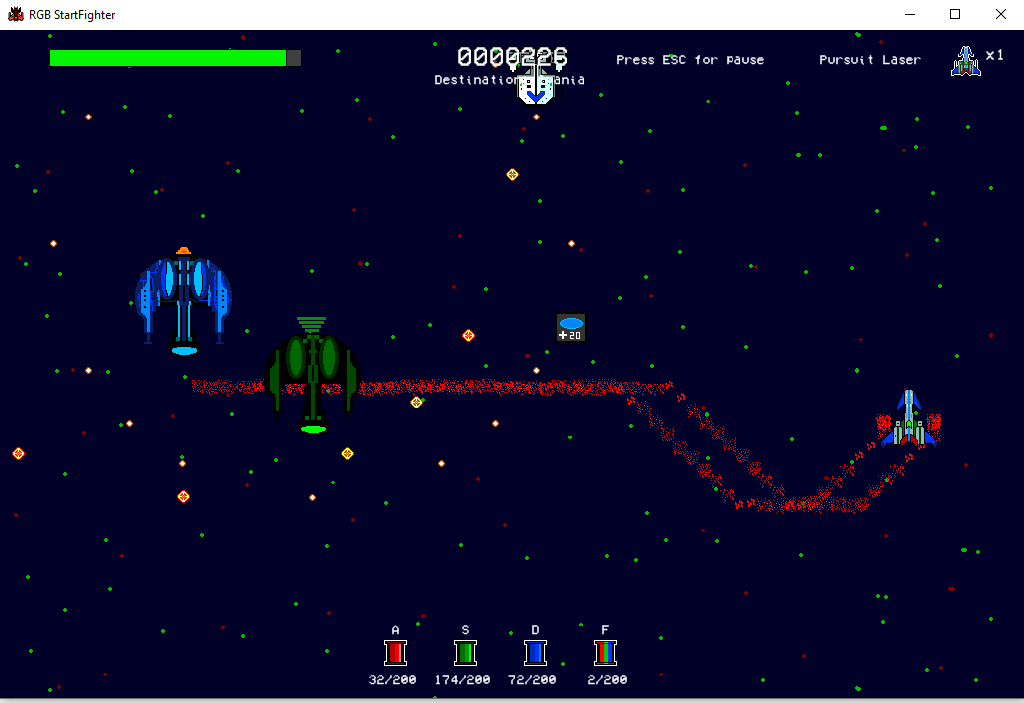 RGB StartFighter
0000226
Press ESC for pause
Pursuit Laser
x1
Destination
+20
A S D F
32/200 174/200 72/200 2/200